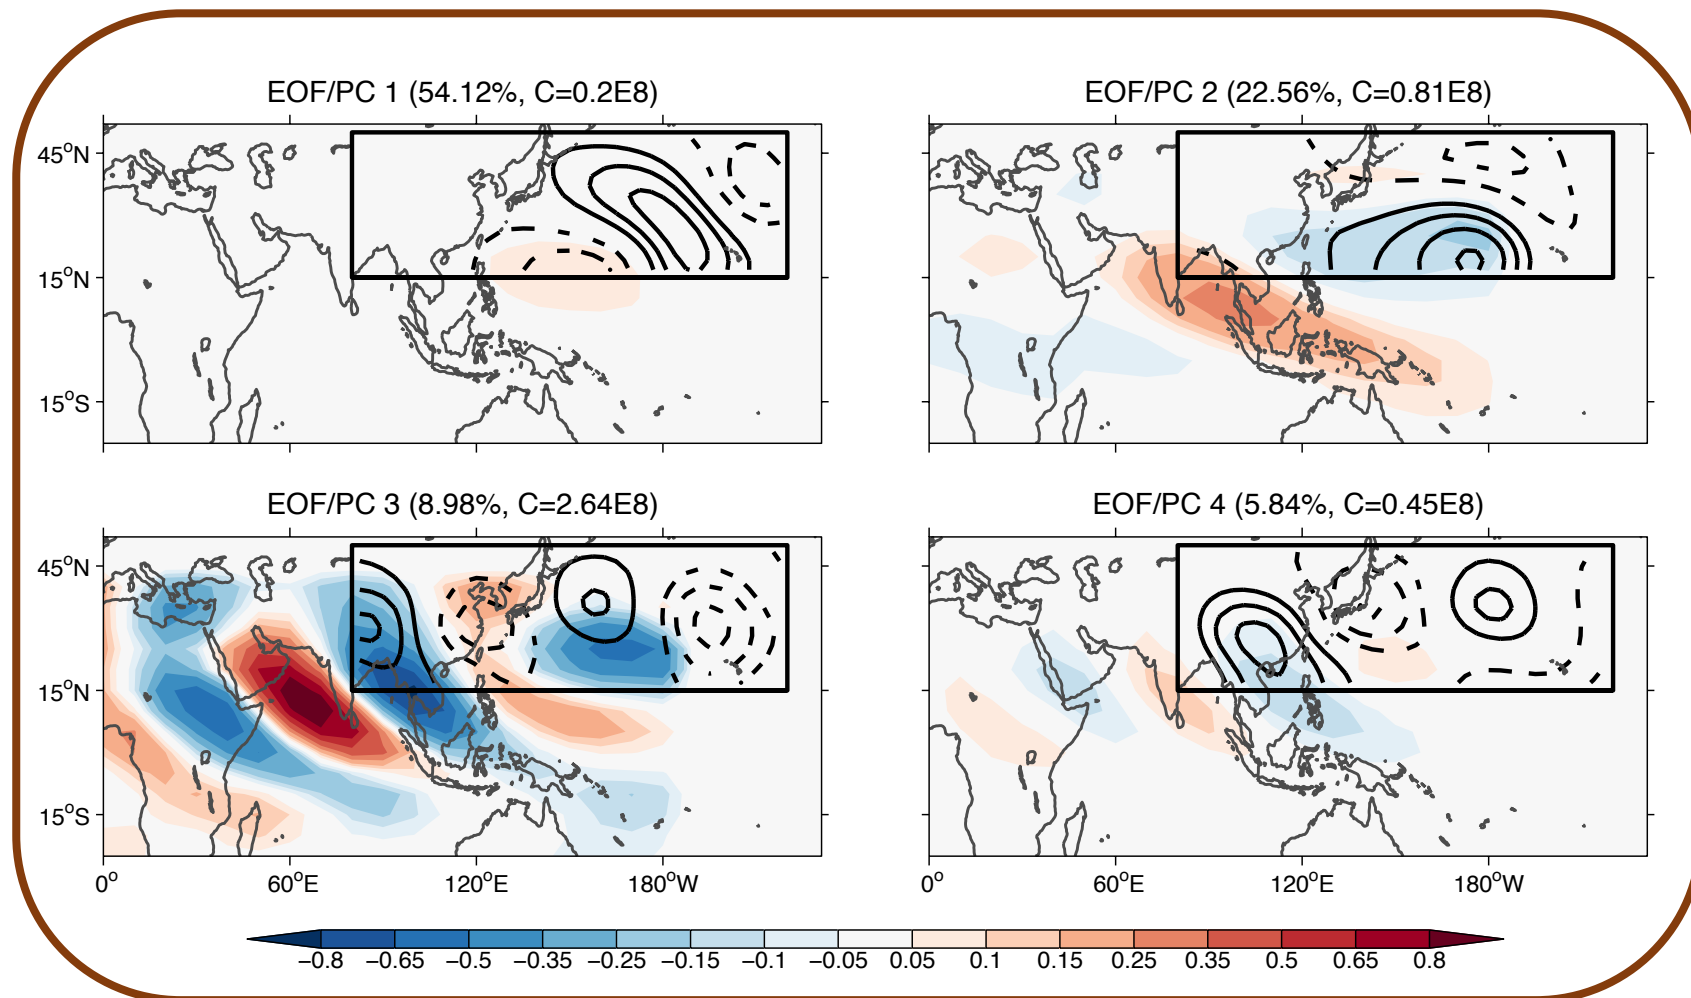 EOF/PC 1 (54.12%, C=0.2E8)
EOF/PC 2 (22.56%, C=0.81E8)
45°N
15°N
15°S
EOF/PC 3 (8.98%, C=2.64E8)
EOF/PC 4 (5.84%, C=0.45E8)
45°N
15°N
15°S
0° 60°E 120°E 180°W
0° 60°E 120°E 180°W
−0.8 −0.65 −0.5 −0.35 −0.25 −0.15 −0.1 −0.05 0.05 0.1 0.15 0.25 0.35 0.5 0.65 0.8